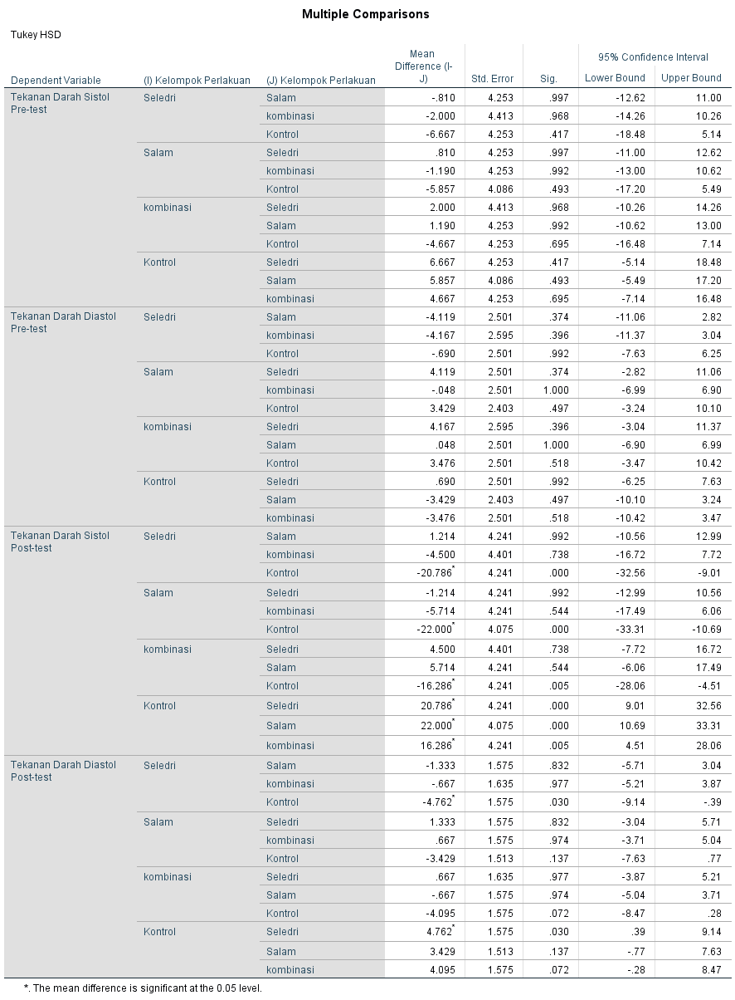 Multiple Comparisons
Tukey HSD
Dependent Variable (I) Kelompok Perlakuan (J) Kelompok Perlakuan Mean Difference (I-J) Std. Error Sig. 95% Confidence Interval Lower Bound Upper Bound
Tekanan Darah Sistol Pre-test Seledri Salam -.810 4.253 .997 -12.62 11.00
kombinasi -2.000 4.413 .968 -14.26 10.26
Kontrol -6.667 4.253 .417 -18.48 5.14
Salam Seledri .810 4.253 .997 -11.00 12.62
kombinasi -1.190 4.253 .992 -13.00 10.62
Kontrol -5.857 4.086 .493 -17.20 5.49
kombinasi Seledri 2.000 4.413 .968 -10.26 14.26
Salam 1.190 4.253 .992 -10.62 13.00
Kontrol -4.667 4.253 .695 -16.48 7.14
Kontrol Seledri 6.667 4.253 .417 -5.14 18.48
Salam 5.857 4.086 .493 -5.49 17.20
kombinasi 4.667 4.253 .695 -7.14 16.48
Tekanan Darah Diastol Pre-test Seledri Salam -4.119 2.501 .374 -11.06 2.82
kombinasi -4.167 2.595 .396 -11.37 3.04
Kontrol -.690 2.501 .992 -7.63 6.25
Salam Seledri 4.119 2.501 .374 -2.82 11.06
kombinasi -.048 2.501 1.000 -6.99 6.90
Kontrol 3.429 2.403 .497 -3.24 10.10
kombinasi Seledri 4.167 2.595 .396 -3.04 11.37
Salam .048 2.501 1.000 -6.90 6.99
Kontrol 3.476 2.501 .518 -3.47 10.42
Kontrol Seledri .690 2.501 .992 -6.25 7.63
Salam -3.429 2.403 .497 -10.10 3.24
kombinasi -3.476 2.501 .518 -10.42 3.47
Tekanan Darah Sistol Post-test Seledri Salam 1.214 4.241 .992 -10.56 12.99
kombinasi -4.500 4.401 .738 -16.72 7.72
Kontrol -20.786* 4.241 .000 -32.56 -9.01
Salam Seledri -1.214 4.241 .992 -12.99 10.56
kombinasi -5.714 4.241 .544 -17.49 6.06
Kontrol -22.000* 4.075 .000 -33.31 -10.69
kombinasi Seledri 4.500 4.401 .738 -7.72 16.72
Salam 5.714 4.241 .544 -6.06 17.49
Kontrol -16.286* 4.241 .005 -28.06 -4.51
Kontrol Seledri 20.786* 4.241 .000 9.01 32.56
Salam 22.000* 4.075 .000 10.69 33.31
kombinasi 16.286* 4.241 .005 4.51 28.06
Tekanan Darah Diastol Post-test Seledri Salam -1.333 1.575 .832 -5.71 3.04
kombinasi -.667 1.635 .977 -5.21 3.87
Kontrol -4.762* 1.575 .030 -9.14 -.39
Salam Seledri 1.333 1.575 .832 -3.04 5.71
kombinasi .667 1.575 .974 -3.71 5.04
Kontrol -3.429 1.513 .137 -7.63 .77
kombinasi Seledri .667 1.635 .977 -3.87 5.21
Salam -.667 1.575 .974 -5.04 3.71
Kontrol -4.095 1.575 .072 -8.47 .28
Kontrol Seledri 4.762* 1.575 .030 .39 9.14
Salam 3.429 1.513 .137 -.77 7.63
kombinasi 4.095 1.575 .072 -.28 8.47
*. The mean difference is significant at the 0.05 level.